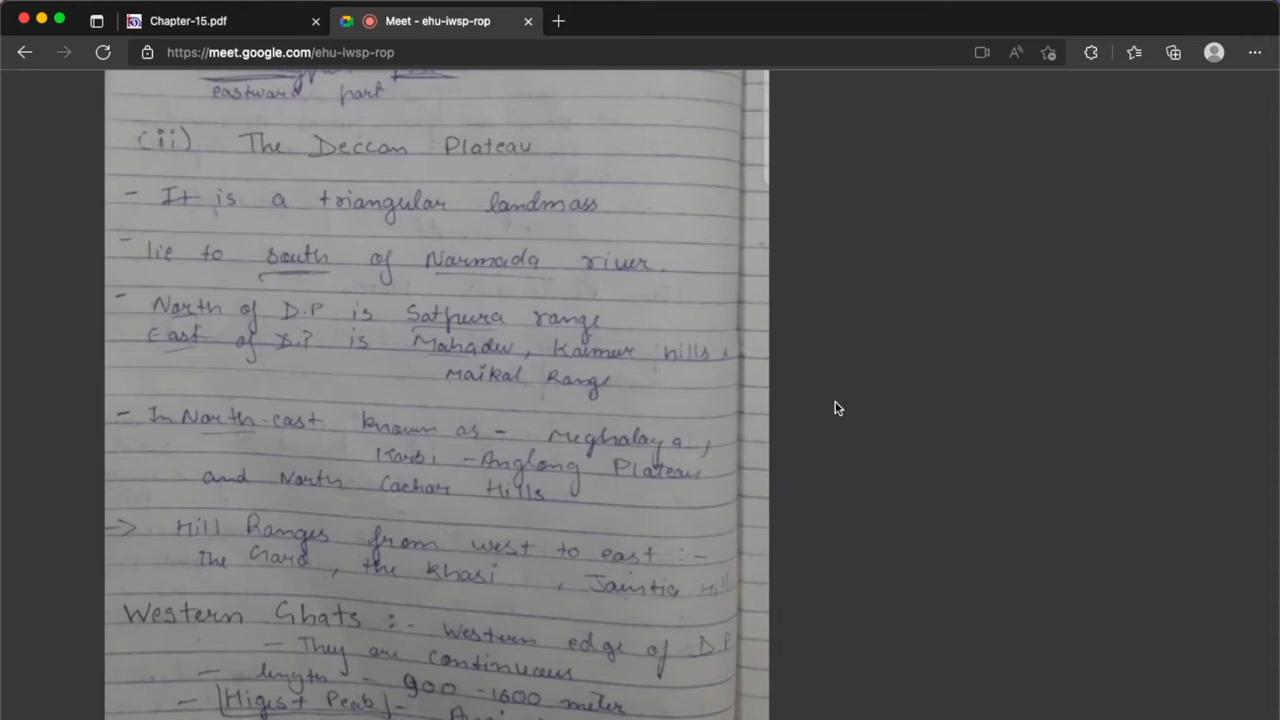 Chapter-15.pdf
Meet - ehu-iwsp-rop
https://meet.google.com/ehu-iwsp-rop
eastward part
(ii) The Deccan Plateau
- It is a triangular landmass
- lie to south of Narmada river.
- North of D.P is Satpura range
East of D.P is Mahadev, Kaimur hills &
Maikal Range
- In North-east known as - Meghalaya,
Karbi -Anglong Plateau
and North Cachar Hills
-> Hill Ranges from west to east :-
The Garo, the Khasi, Jaintia Hill
Western Ghats :- Western edge of D.P
- They are continuous
- length - 900 -1600 meter
- Higest Peak -